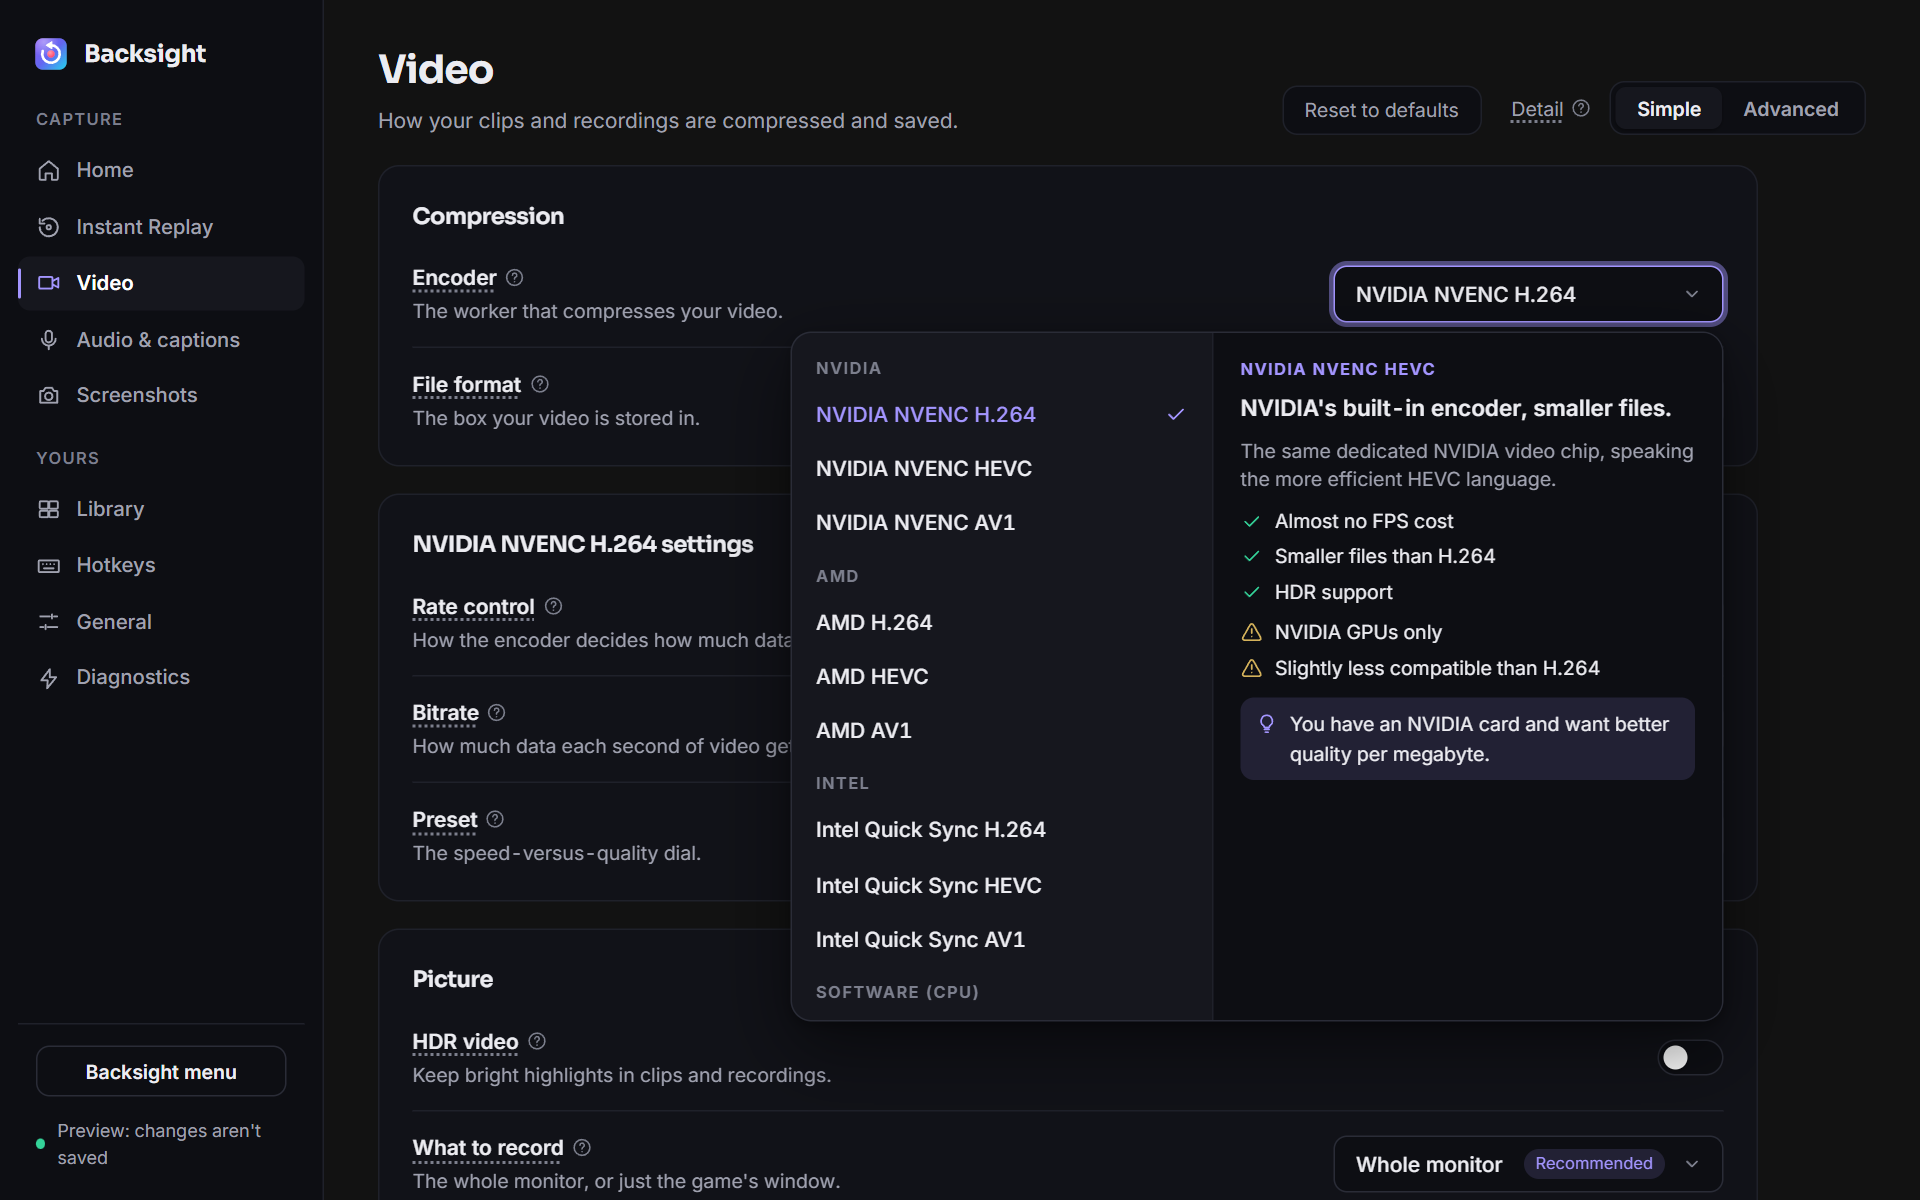 Backsight
CAPTURE
Home
Instant Replay
Video
Audio & captions
Screenshots
YOURS
Library
Hotkeys
General
Diagnostics
Backsight menu
Preview: changes aren't
saved
Video
How your clips and recordings are compressed and saved.
Reset to defaults
Detail
Simple
Advanced
Compression
Encoder
The worker that compresses your video.
NVIDIA NVENC H.264
File format
The box your video is stored in.
NVIDIA NVENC H.264 settings
Rate control
How the encoder decides how much data
Bitrate
How much data each second of video
Preset
The speed-versus-quality dial.
NVIDIA
NVIDIA NVENC H.264
NVIDIA NVENC HEVC
NVIDIA NVENC AV1
AMD
AMD H.264
AMD HEVC
AMD AV1
INTEL
Intel Quick Sync H.264
Intel Quick Sync HEVC
Intel Quick Sync AV1
SOFTWARE (CPU)
NVIDIA NVENC HEVC
NVIDIA's built-in encoder, smaller files.
The same dedicated NVIDIA video chip, speaking
the more efficient HEVC language.
Almost no FPS cost
Smaller files than H.264
HDR support
NVIDIA GPUs only
Slightly less compatible than H.264
You have an NVIDIA card and want better
quality per megabyte.
Picture
HDR video
Keep bright highlights in clips and recordings.
What to record
The whole monitor, or just the game's window.
Whole monitor
Recommended